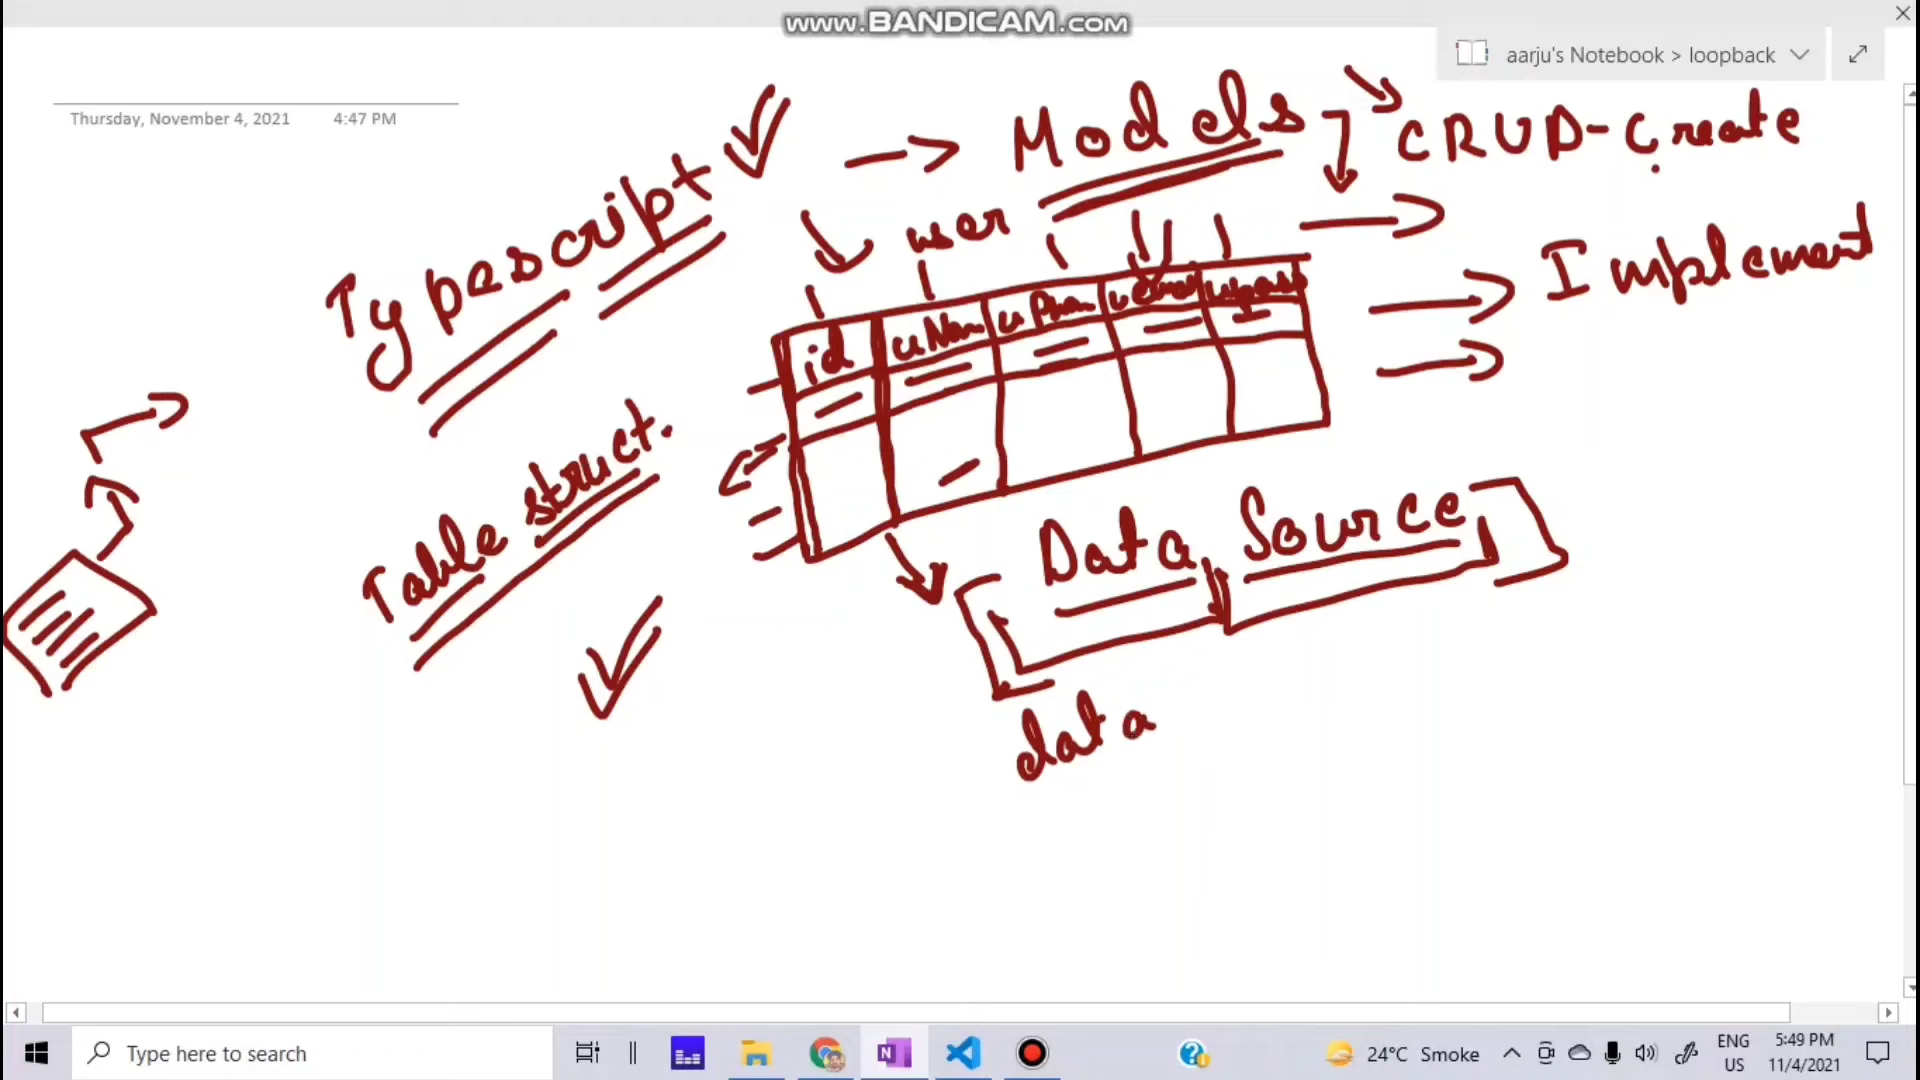 www.BANDICAM.com
aarju's Notebook > loopback
Thursday, November 4, 2021 4:47 PM
Typescript
Models
CRUD-Create
user
Implement
id
Table struct.
Data Source
data
Type here to search
24°C Smoke
ENG
US
5:49 PM
11/4/2021